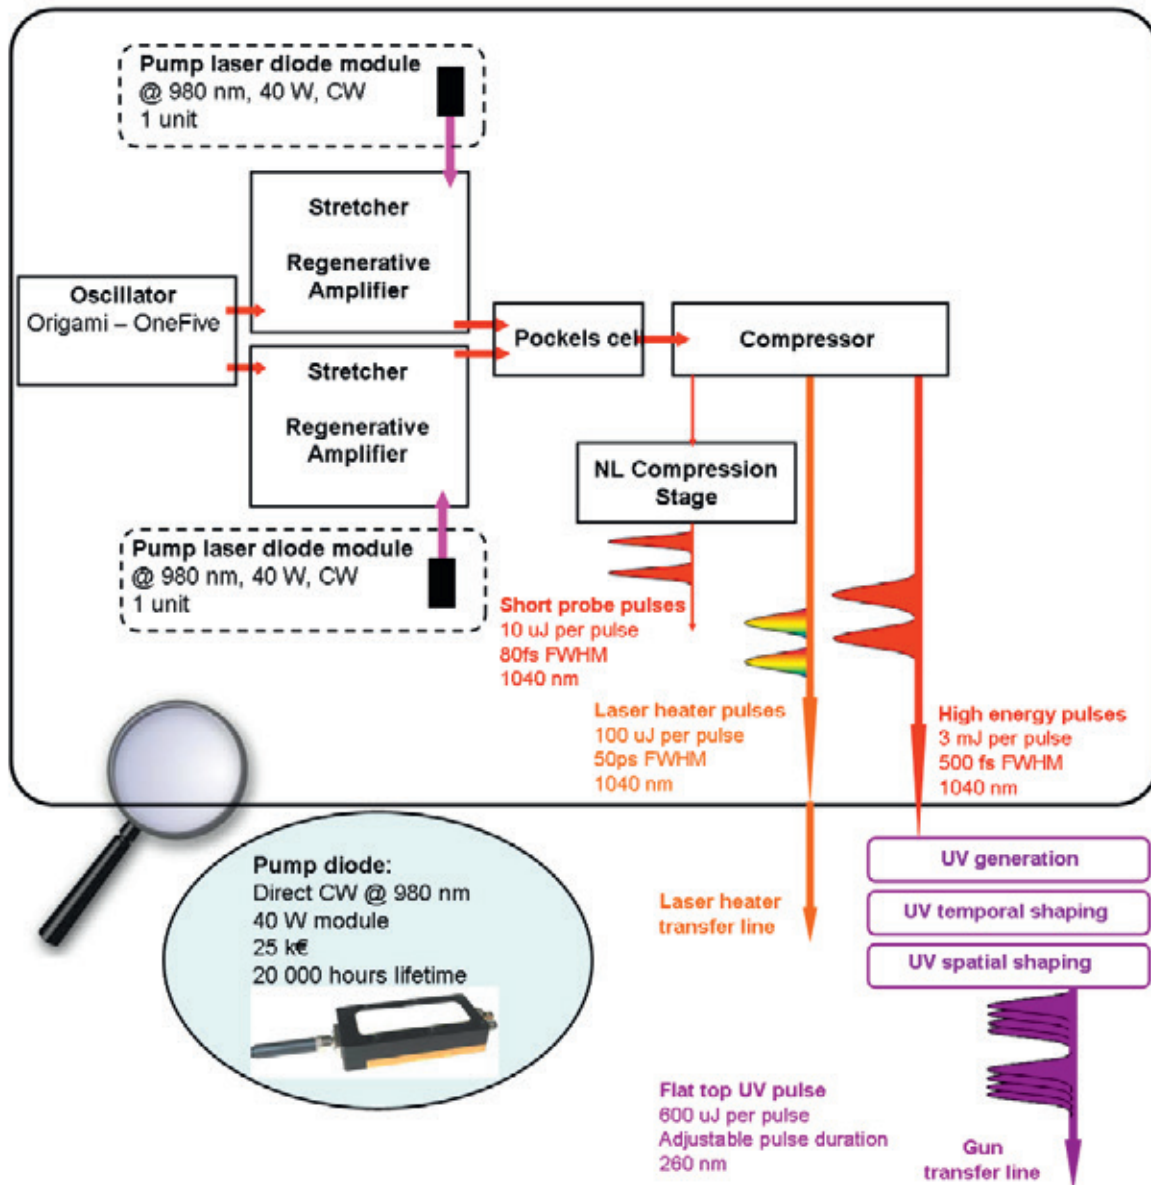 Pump laser diode module
@ 980 nm, 40 W, CW
1 unit
Stretcher
Regenerative
Amplifier
Oscillator
Origami – OneFive
Pockels cel
Compressor
Stretcher
Regenerative
Amplifier
NL Compression
Stage
Pump laser diode module
@ 980 nm, 40 W, CW
1 unit
Short probe pulses
10 uJ per pulse
80fs FWHM
1040 nm
Laser heater pulses
100 uJ per pulse
50ps FWHM
1040 nm
High energy pulses
3 mJ per pulse
500 fs FWHM
1040 nm
Pump diode:
Direct CW @ 980 nm
40 W module
25 k€
20 000 hours lifetime
Laser heater
transfer line
UV generation
UV temporal shaping
UV spatial shaping
Flat top UV pulse
600 uJ per pulse
Adjustable pulse duration
260 nm
Gun
transfer line